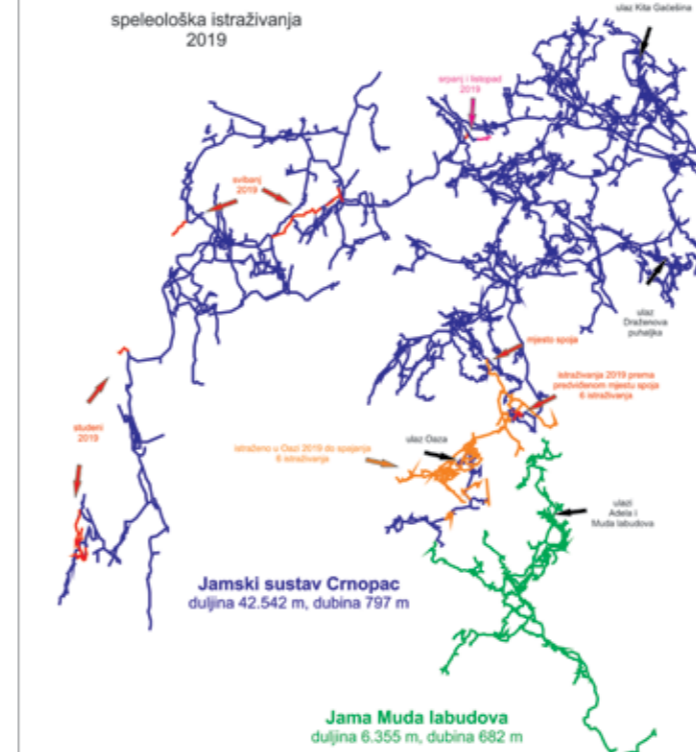 speleološka istraživanja
2019
ulaz Kita Gaćešina
srpanj i listopad
2019
svibanj
2019
ulaz
Draženova
puhaljka
mjesto spoja
istraživanja 2019 prema
predviđenom mjestu spoja
6 istraživanja
studeni
2019
ulaz Oaza
istraženo u Oazi 2019 do spajanja
6 istraživanja
ulazi
Adela i
Muda labudova
Jamski sustav Crnopac
duljina 42.542 m, dubina 797 m
Jama Muda labudova
duljina 6.355 m, dubina 682 m